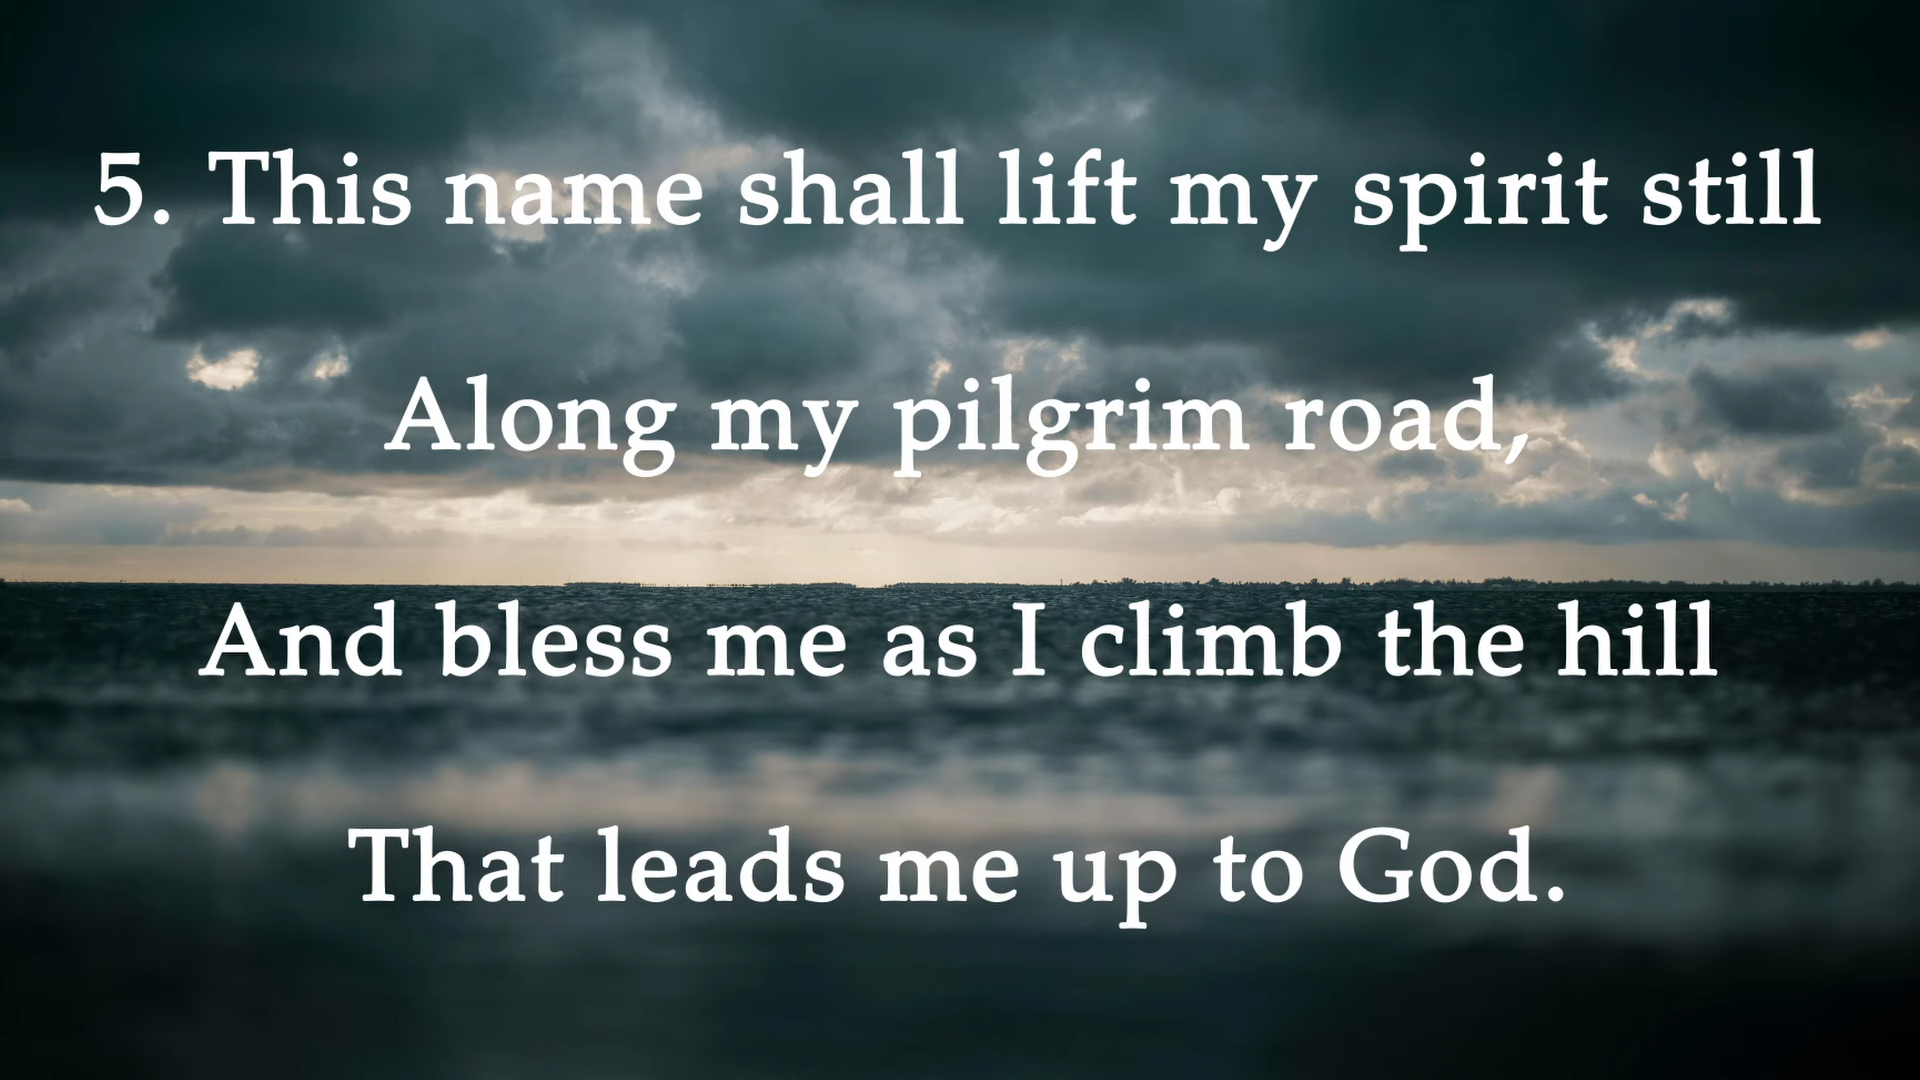 5. This name shall lift my spirit still
Along my pilgrim road,
And bless me as I climb the hill
That leads me up to God.